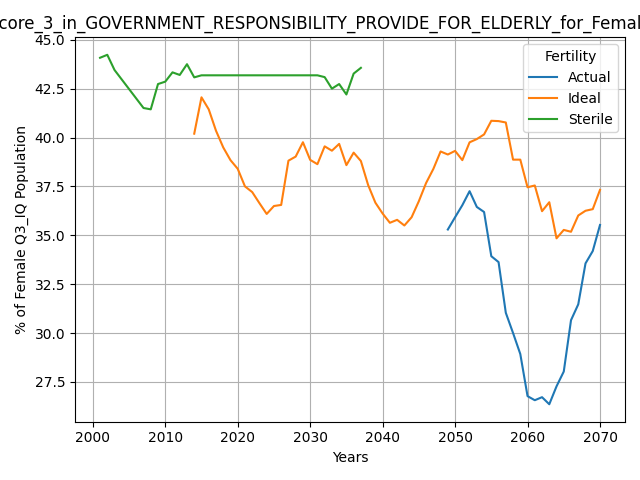 core_3_in_GOVERNMENT_RESPONSIBILITY_PROVIDE_FOR_ELDERLY_for_Femal
45.0
42.5
40.0
37.5
35.0
32.5
30.0
27.5
% of Female Q3_IQ Population
Fertility
Actual
Ideal
Sterile
2000 2010 2020 2030 2040 2050 2060 2070
Years